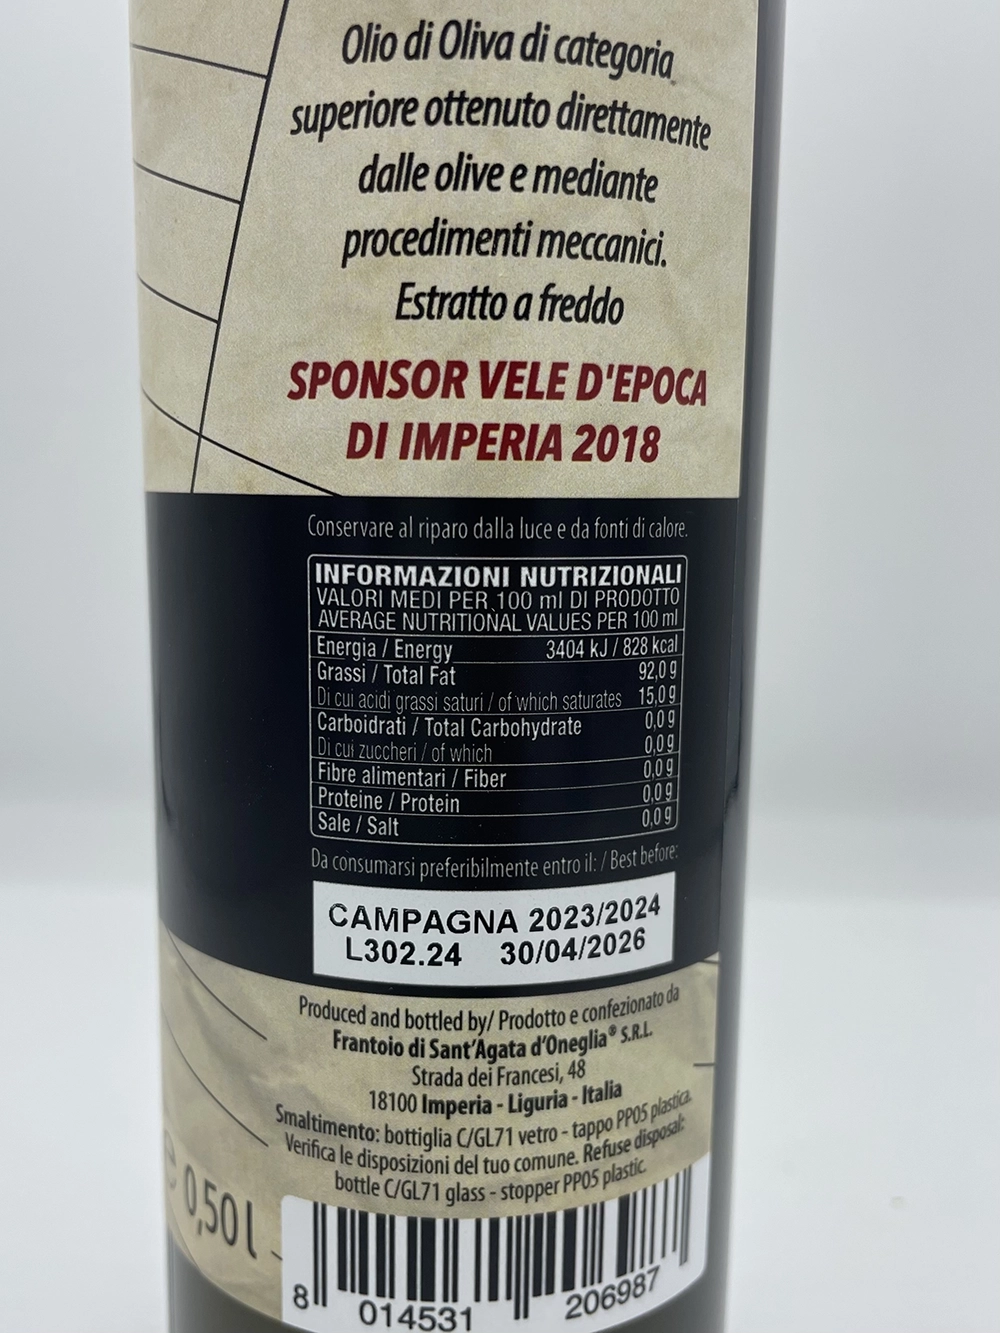 Olio di Oliva di categoria
superiore ottenuto direttamente
dalle olive e mediante
procedimenti meccanici.
Estratto a freddo
SPONSOR VELE D'EPOCA
DI IMPERIA 2018
Conservare al riparo dalla luce e da fonti di calore.
INFORMAZIONI NUTRIZIONALI
VALORI MEDI PER 100 ml DI PRODOTTO
AVERAGE NUTRITIONAL VALUES PER 100 ml
Energia / Energy 3404 kJ / 828 kcal
Grassi / Total Fat 92,0 g
Di cui acidi grassi saturi / of which saturates 15,0 g
Carboidrati / Total Carbohydrate 0,0 g
Di cui zuccheri / of which 0,0 g
Fibre alimentari / Fiber 0,0 g
Proteine / Protein 0,0 g
Sale / Salt 0,0 g
Da consumarsi preferibilmente entro il: / Best before:
CAMPAGNA 2023/2024
L302.24 30/04/2026
Produced and bottled by/ Prodotto e confezionato da
Frantoio di Sant'Agata d'Oneglia® S.R.L.
Strada dei Francesi, 48
18100 Imperia - Liguria - Italia
Smaltimento: bottiglia C/GL71 vetro - tappo PP05 plastica.
Verifica le disposizioni del tuo comune. Refuse disposal:
bottle C/GL71 glass - stopper PP05 plastic.
e 0,50 l
8 014531 206987